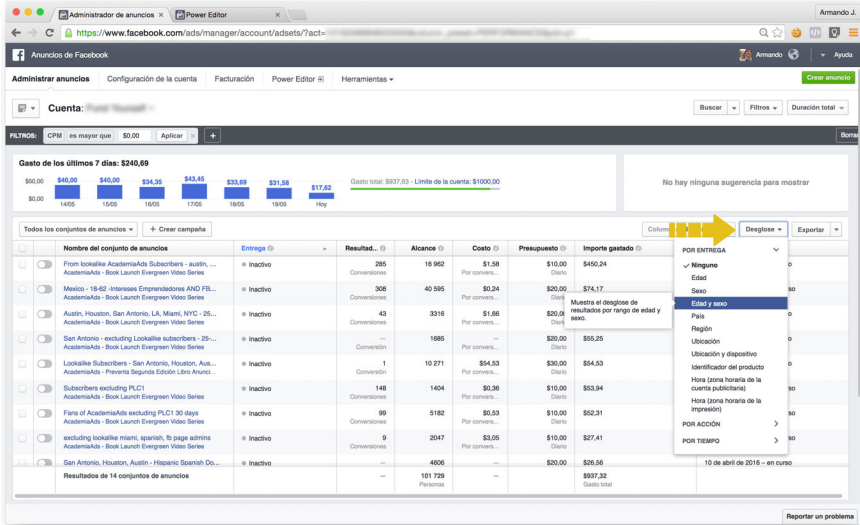 Administrador de anuncios
Power Editor
Armando J.
https://www.facebook.com/ads/manager/account/adsets/?act=
Anuncios de Facebook
Armando
Ayuda
Administrar anuncios
Configuración de la cuenta
Facturación
Power Editor
Herramientas
Crear anuncio
Cuenta:
Buscar
Filtros
Duración total
FILTROS:
CPM
es mayor que
$0,00
Aplicar
+
Borra
Gasto de los últimos 7 días: $240,69
$50,00
$0,00
$40,00 $40,00 $34,35 $43,45 $33,69 $31,58 $17,62
14/05 15/05 16/05 17/05 18/05 19/05 Hoy
Gasto total: $937,63 - Límite de la cuenta: $1000,00
No hay ninguna sugerencia para mostrar
Todos los conjuntos de anuncios
+ Crear campaña
Colum
Desglose
Exportar
Nombre del conjunto de anuncios Entrega Resultad... Alcance Costo Presupuesto Importe gastado
From lookalike AcademiaAds Subscribers - austin, ... Inactivo 285 16 962 $1,58 $10,00 $450,24
AcademiaAds - Book Launch Evergreen Video Series Conversiones Por convers... Diario
Mexico - 18-62 -Intereses Emprendedores AND FB... Inactivo 308 40 595 $0,24 $20,00 $74,17
AcademiaAds - Book Launch Evergreen Video Series Conversiones Por convers... Diario
Austin, Houston, San Antonio, LA, Miami, NYC - 25... Inactivo 43 3316 $1,66 $20,00
AcademiaAds - Book Launch Evergreen Video Series Conversiones Por convers... Diario
San Antonio - excluding Lookalike subscribers - 25-... Inactivo — 1685 — $20,00 $55,25
AcademiaAds - Book Launch Evergreen Video Series Conversión Por convers... Diario
Lookalike Subscribers - San Antonio, Houston, Aus... Inactivo 1 10 271 $54,53 $30,00 $54,53
AcademiaAds - Preventa Segunda Edición Libro Anunci... Conversión Por convers... Diario
Subscribers excluding PLC1 Inactivo 148 1404 $0,36 $10,00 $53,94
AcademiaAds - Book Launch Evergreen Video Series Conversiones Por convers... Diario
Fans of AcademiaAds excluding PLC1 30 days Inactivo 99 5182 $0,53 $10,00 $52,31
AcademiaAds - Book Launch Evergreen Video Series Conversiones Por convers... Diario
excluding lookalike miami, spanish, fb page admins Inactivo 9 2047 $3,05 $10,00 $27,41
AcademiaAds - Book Launch Evergreen Video Series Conversiones Por convers... Diario
San Antonio, Houston, Austin - Hispanic Spanish Do... Inactivo — 4606 — $20,00 $26,56 10 de abril de 2016 – en curso
Resultados de 14 conjuntos de anuncios — 101 729 — $937,32
Personas Gasto total
Muestra el desglose de
resultados por rango de edad y
sexo.
POR ENTREGA
Ninguno
Edad
Sexo
Edad y sexo
País
Región
Ubicación
Ubicación y dispositivo
Identificador del producto
Hora (zona horaria de la
cuenta publicitaria)
Hora (zona horaria de la
impresión)
POR ACCIÓN
POR TIEMPO
Reportar un problema